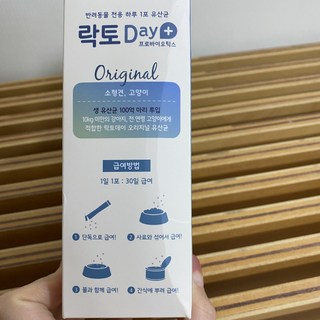 반려동물 전용 하루 1포 유산균
락토 Day+
프로바이오틱스
Original
소형견, 고양이
생 유산균 100억 마리 투입
10kg 미만의 강아지, 전 연령 고양이에게
적합한 락토데이 오리지널 유산균
급여방법
1일 1포 : 30일 급여
1 단독으로 급여!
2 사료와 섞어서 급여!
3 물과 함께 급여!
4 간식에 뿌려 급여!